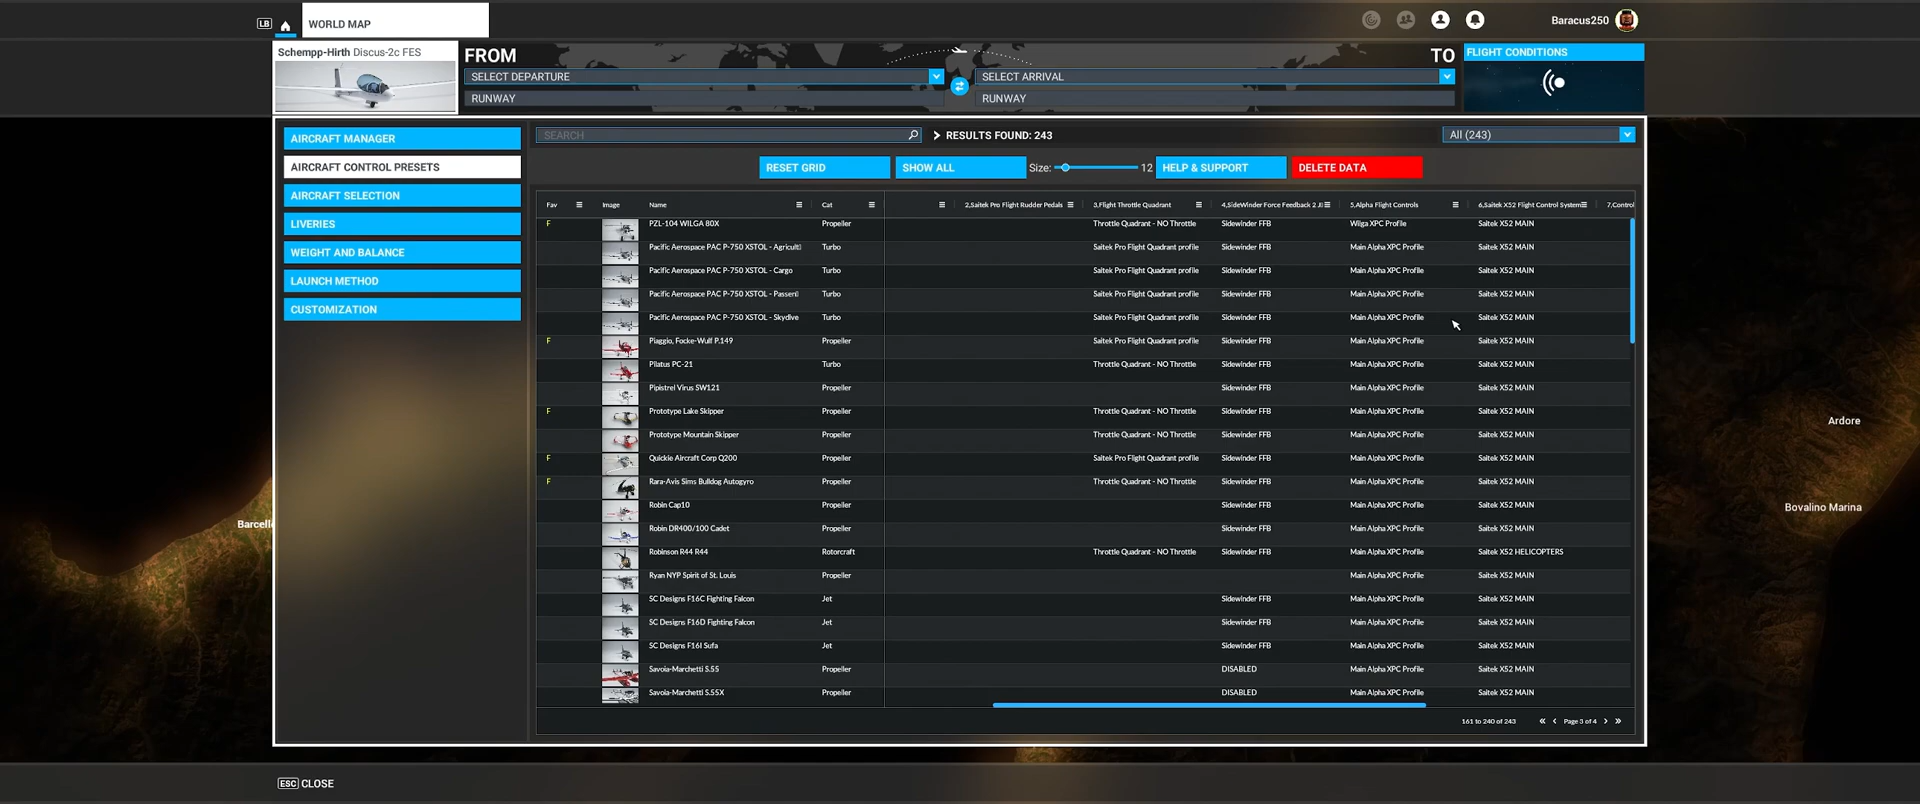 LB
WORLD MAP
Baracus250
Schempp-Hirth Discus-2c FES
FROM
TO
FLIGHT CONDITIONS
SELECT DEPARTURE
SELECT ARRIVAL
RUNWAY
RUNWAY
AIRCRAFT MANAGER
AIRCRAFT CONTROL PRESETS
AIRCRAFT SELECTION
LIVERIES
WEIGHT AND BALANCE
LAUNCH METHOD
CUSTOMIZATION
SEARCH
RESULTS FOUND: 243
All (243)
RESET GRID
SHOW ALL
Size:
12
HELP & SUPPORT
DELETE DATA
Fav Image Name Cat 2,Saitek Pro Flight Rudder Pedals 3.Flight Throttle Quadrant 4,SideWinder Force Feedback 2 5,Alpha Flight Controls 6,Saitek X52 Flight Control System 7,Control
F PZL-104 WILGA 80X Propeller Throttle Quadrant - NO Throttle Sidewinder FFB Wilga XPC Profile Saitek X52 MAIN
Pacific Aerospace PAC P-750 XSTOL - Agricult Turbo Saitek Pro Flight Quadrant profile Sidewinder FFB Main Alpha XPC Profile Saitek X52 MAIN
Pacific Aerospace PAC P-750 XSTOL - Cargo Turbo Saitek Pro Flight Quadrant profile Sidewinder FFB Main Alpha XPC Profile Saitek X52 MAIN
Pacific Aerospace PAC P-750 XSTOL - Passen Turbo Saitek Pro Flight Quadrant profile Sidewinder FFB Main Alpha XPC Profile Saitek X52 MAIN
Pacific Aerospace PAC P-750 XSTOL - Skydive Turbo Saitek Pro Flight Quadrant profile Sidewinder FFB Main Alpha XPC Profile Saitek X52 MAIN
F Piaggio, Focke-Wulf P.149 Propeller Saitek Pro Flight Quadrant profile Sidewinder FFB Main Alpha XPC Profile Saitek X52 MAIN
Pilatus PC-21 Turbo Throttle Quadrant - NO Throttle Sidewinder FFB Main Alpha XPC Profile Saitek X52 MAIN
Pipistrel Virus SW121 Propeller Sidewinder FFB Main Alpha XPC Profile Saitek X52 MAIN
F Prototype Lake Skipper Propeller Throttle Quadrant - NO Throttle Sidewinder FFB Main Alpha XPC Profile Saitek X52 MAIN
Prototype Mountain Skipper Propeller Throttle Quadrant - NO Throttle Sidewinder FFB Main Alpha XPC Profile Saitek X52 MAIN
F Quickie Aircraft Corp Q200 Propeller Saitek Pro Flight Quadrant profile Sidewinder FFB Main Alpha XPC Profile Saitek X52 MAIN
F Rara-Avis Sims Bulldog Autogyro Propeller Throttle Quadrant - NO Throttle Sidewinder FFB Main Alpha XPC Profile Saitek X52 MAIN
Robin Cap10 Propeller Sidewinder FFB Main Alpha XPC Profile Saitek X52 MAIN
Robin DR400/100 Cadet Propeller Sidewinder FFB Main Alpha XPC Profile Saitek X52 MAIN
Robinson R44 R44 Rotorcraft Throttle Quadrant - NO Throttle Sidewinder FFB Main Alpha XPC Profile Saitek X52 HELICOPTERS
Ryan NYP Spirit of St. Louis Propeller Main Alpha XPC Profile Saitek X52 MAIN
SC Designs F16C Fighting Falcon Jet Sidewinder FFB Main Alpha XPC Profile Saitek X52 MAIN
SC Designs F16D Fighting Falcon Jet Sidewinder FFB Main Alpha XPC Profile Saitek X52 MAIN
SC Designs F16I Sufa Jet Sidewinder FFB Main Alpha XPC Profile Saitek X52 MAIN
Savoia-Marchetti S.55 Propeller DISABLED Main Alpha XPC Profile Saitek X52 MAIN
Savoia-Marchetti S.55X Propeller DISABLED Main Alpha XPC Profile Saitek X52 MAIN
161 to 240 of 243
Page 3 of 4
Ardore
Bovalino Marina
Barcello
ESC CLOSE